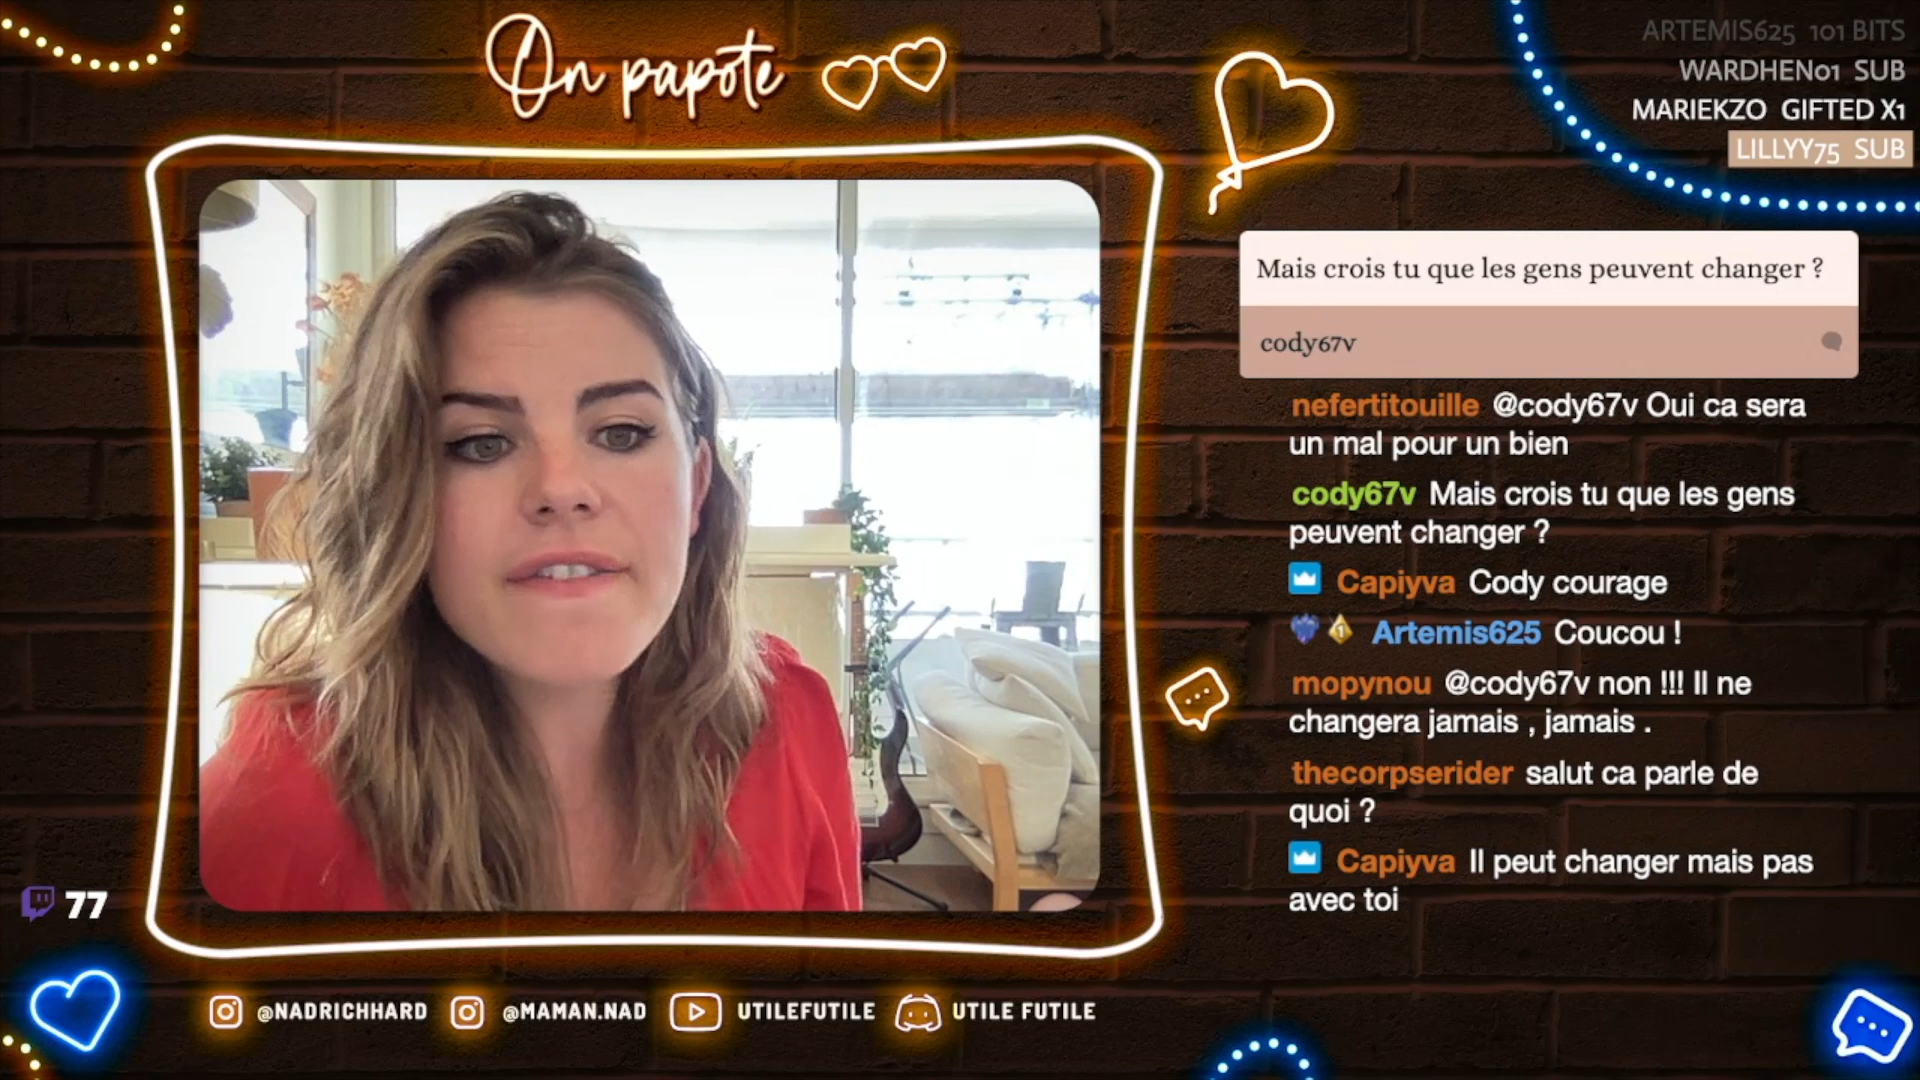 On papote
ARTEMIS625 101 BITS
WARDHEN01 SUB
MARIEKZO GIFTED X1
LILLYY75 SUB
Mais crois tu que les gens peuvent changer ?
cody67v
nefertitouille @cody67v Oui ca sera
un mal pour un bien
cody67v Mais crois tu que les gens
peuvent changer ?
Capiyva Cody courage
1 Artemis625 Coucou !
mopynou @cody67v non !!! Il ne
changera jamais , jamais .
thecorpserider salut ca parle de
quoi ?
Capiyva Il peut changer mais pas
avec toi
77
@NADRICHHARD @MAMAN.NAD UTILEFUTILE UTILE FUTILE